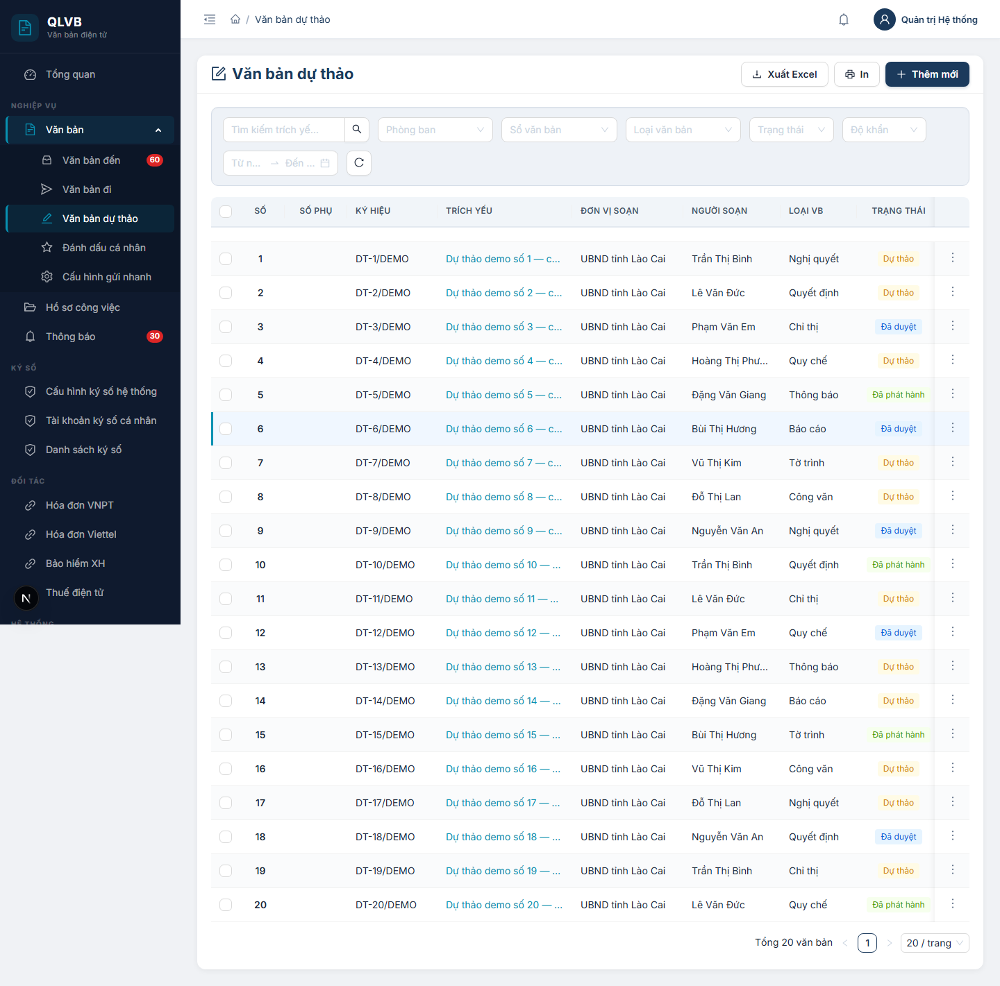 QLVB
Văn bản điện tử
Tổng quan
NGHIỆP VỤ
Văn bản
Văn bản đến 60
Văn bản đi
Văn bản dự thảo
Đánh dấu cá nhân
Cấu hình gửi nhanh
Hồ sơ công việc
Thông báo 30
KÝ SỐ
Cấu hình ký số hệ thống
Tài khoản ký số cá nhân
Danh sách ký số
ĐỐI TÁC
Hóa đơn VNPT
Hóa đơn Viettel
Bảo hiểm XH
Thuế điện tử
N
HỆ THỐNG
/ Văn bản dự thảo
Quản trị Hệ thống
Văn bản dự thảo
Xuất Excel In Thêm mới
Tìm kiếm trích yế... Phòng ban Sổ văn bản Loại văn bản Trạng thái Độ khẩn
Từ n... Đến ...
SỐ SỐ PHỤ KÝ HIỆU TRÍCH YẾU ĐƠN VỊ SOẠN NGƯỜI SOẠN LOẠI VB TRẠNG THÁI
1 DT-1/DEMO Dự thảo demo số 1 — c... UBND tỉnh Lào Cai Trần Thị Bình Nghị quyết Dự thảo
2 DT-2/DEMO Dự thảo demo số 2 — c... UBND tỉnh Lào Cai Lê Văn Đức Quyết định Dự thảo
3 DT-3/DEMO Dự thảo demo số 3 — c... UBND tỉnh Lào Cai Phạm Văn Em Chỉ thị Đã duyệt
4 DT-4/DEMO Dự thảo demo số 4 — c... UBND tỉnh Lào Cai Hoàng Thị Phư... Quy chế Dự thảo
5 DT-5/DEMO Dự thảo demo số 5 — c... UBND tỉnh Lào Cai Đặng Văn Giang Thông báo Đã phát hành
6 DT-6/DEMO Dự thảo demo số 6 — c... UBND tỉnh Lào Cai Bùi Thị Hương Báo cáo Đã duyệt
7 DT-7/DEMO Dự thảo demo số 7 — c... UBND tỉnh Lào Cai Vũ Thị Kim Tờ trình Dự thảo
8 DT-8/DEMO Dự thảo demo số 8 — c... UBND tỉnh Lào Cai Đỗ Thị Lan Công văn Dự thảo
9 DT-9/DEMO Dự thảo demo số 9 — c... UBND tỉnh Lào Cai Nguyễn Văn An Nghị quyết Đã duyệt
10 DT-10/DEMO Dự thảo demo số 10 — ... UBND tỉnh Lào Cai Trần Thị Bình Quyết định Đã phát hành
11 DT-11/DEMO Dự thảo demo số 11 — ... UBND tỉnh Lào Cai Lê Văn Đức Chỉ thị Dự thảo
12 DT-12/DEMO Dự thảo demo số 12 — ... UBND tỉnh Lào Cai Phạm Văn Em Quy chế Đã duyệt
13 DT-13/DEMO Dự thảo demo số 13 — ... UBND tỉnh Lào Cai Hoàng Thị Phư... Thông báo Dự thảo
14 DT-14/DEMO Dự thảo demo số 14 — ... UBND tỉnh Lào Cai Đặng Văn Giang Báo cáo Dự thảo
15 DT-15/DEMO Dự thảo demo số 15 — ... UBND tỉnh Lào Cai Bùi Thị Hương Tờ trình Đã phát hành
16 DT-16/DEMO Dự thảo demo số 16 — ... UBND tỉnh Lào Cai Vũ Thị Kim Công văn Dự thảo
17 DT-17/DEMO Dự thảo demo số 17 — ... UBND tỉnh Lào Cai Đỗ Thị Lan Nghị quyết Dự thảo
18 DT-18/DEMO Dự thảo demo số 18 — ... UBND tỉnh Lào Cai Nguyễn Văn An Quyết định Đã duyệt
19 DT-19/DEMO Dự thảo demo số 19 — ... UBND tỉnh Lào Cai Trần Thị Bình Chỉ thị Dự thảo
20 DT-20/DEMO Dự thảo demo số 20 — ... UBND tỉnh Lào Cai Lê Văn Đức Quy chế Đã phát hành
Tổng 20 văn bản 1 20 / trang